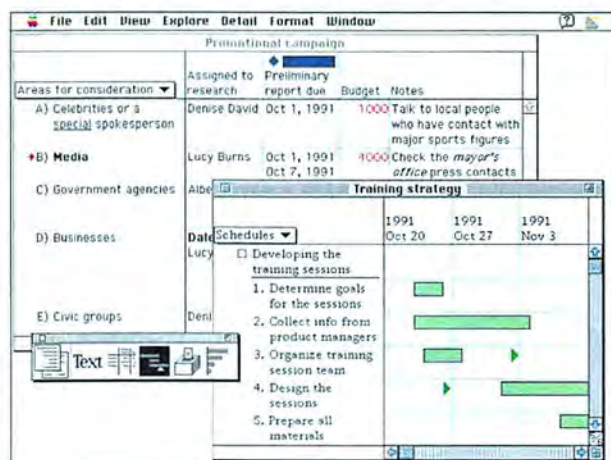 File Edit View Explore Detail Format Window
Promotional campaign
Areas for consideration
Assigned to research
Preliminary report due
Budget
Notes
A) Celebrities or a special spokesperson
Denise David
Oct 1, 1991
1000
Talk to local people who have contact with major sports figures
B) Media
Lucy Burns
Oct 1, 1991
Oct 7, 1991
4000
Check the mayor's office press contacts
C) Government agencies
Albe
D) Businesses
Date
Lucy
E) Civic groups
Deni
Text
Training strategy
Schedules
1991 Oct 20
1991 Oct 27
1991 Nov 3
Developing the training sessions
1. Determine goals for the sessions
2. Collect info from product managers
3. Organize training session team
4. Design the sessions
5. Prepare all materials